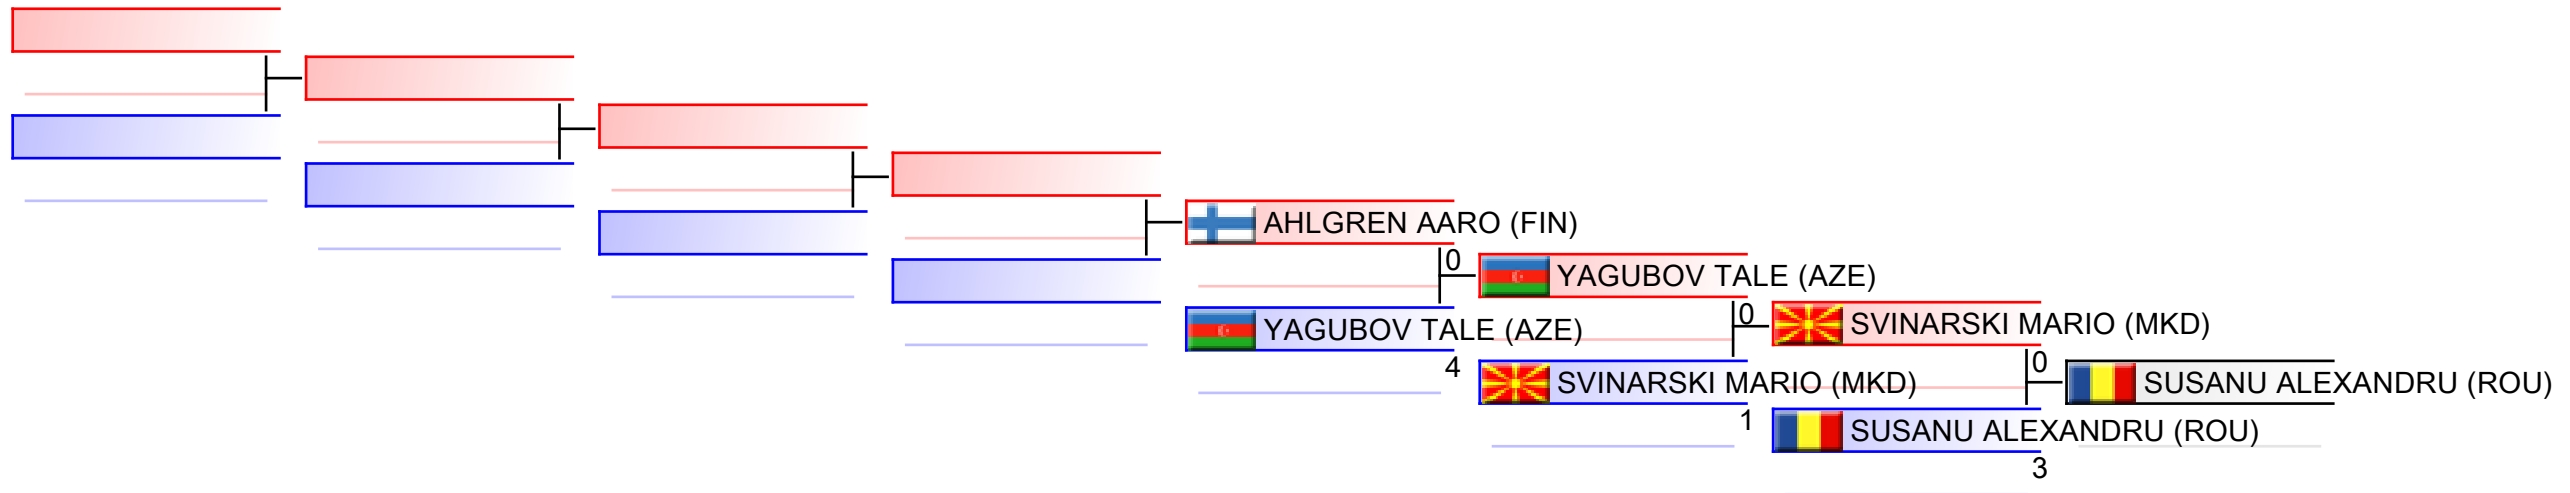 AHLGREN AARO (FIN)
0
YAGUBOV TALE (AZE)
YAGUBOV TALE (AZE)
4
0
SVINARSKI MARIO (MKD)
SVINARSKI MARIO (MKD)
1
0
SUSANU ALEXANDRU (ROU)
SUSANU ALEXANDRU (ROU)
3